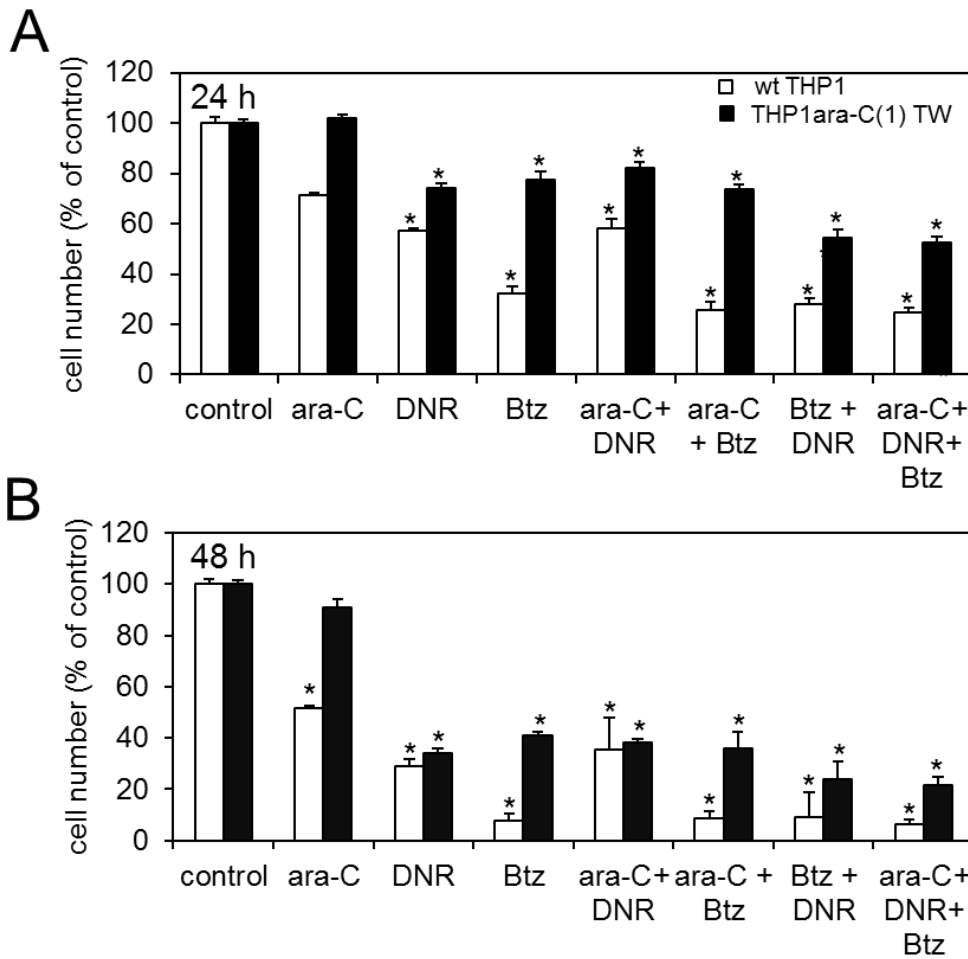 A
cell number (% of control)
120
100
80
60
40
20
0
24 h
wt THP1
THP1ara-C(1) TW
* * * * *
* * * * * *
control ara-C DNR Btz ara-C+ ara-C Btz + ara-C+
DNR + Btz DNR DNR+
Btz
B
cell number (% of control)
120
100
80
60
40
20
0
48 h
* * * * * * *
* * * * * *
control ara-C DNR Btz ara-C+ ara-C + Btz + ara-C+
DNR Btz DNR DNR+
Btz